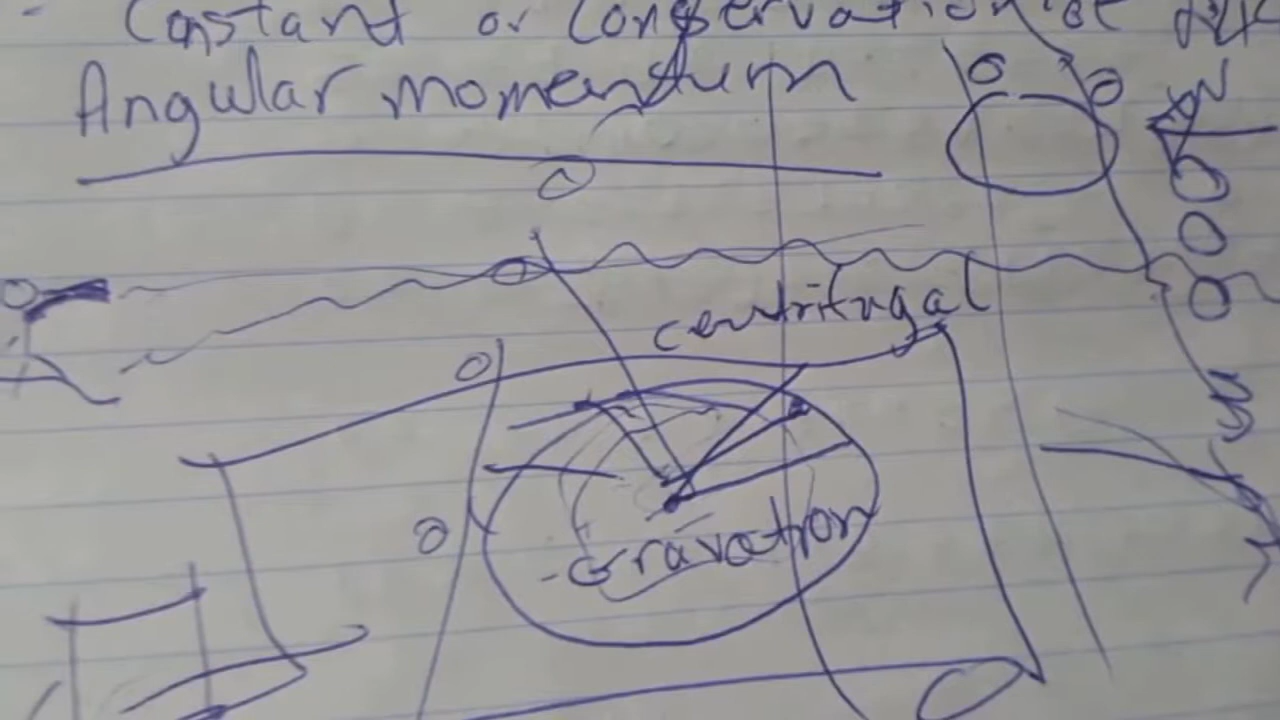 Constant or Conservation of
Angular momentum
centrifugal
Gravation